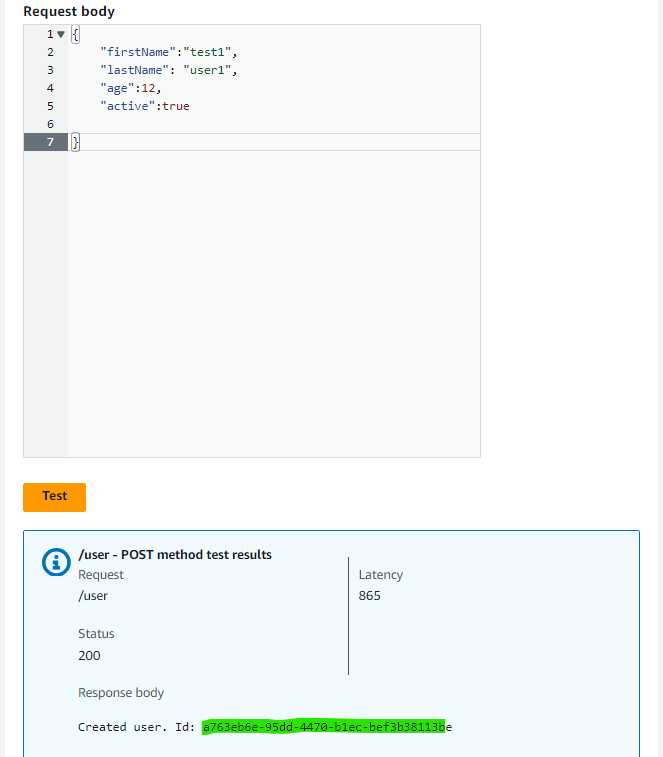 Request body
1 {
2 "firstName":"test1",
3 "lastName": "user1",
4 "age":12,
5 "active":true
6
7 }
Test
/user - POST method test results
Request
/user
Latency
865
Status
200
Response body
Created user. Id: a763eb6e-95dd-4470-b1ec-bef3b38113be